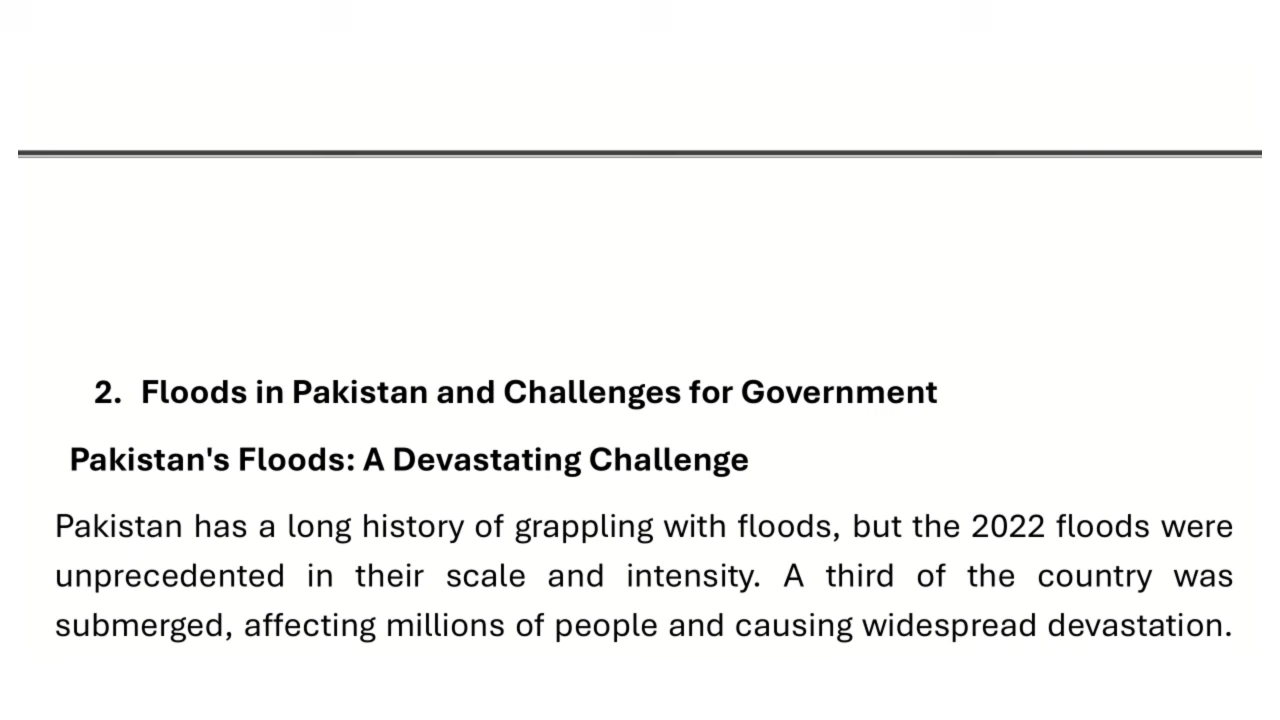 2. Floods in Pakistan and Challenges for Government
Pakistan's Floods: A Devastating Challenge
Pakistan has a long history of grappling with floods, but the 2022 floods were
unprecedented in their scale and intensity. A third of the country was
submerged, affecting millions of people and causing widespread devastation.